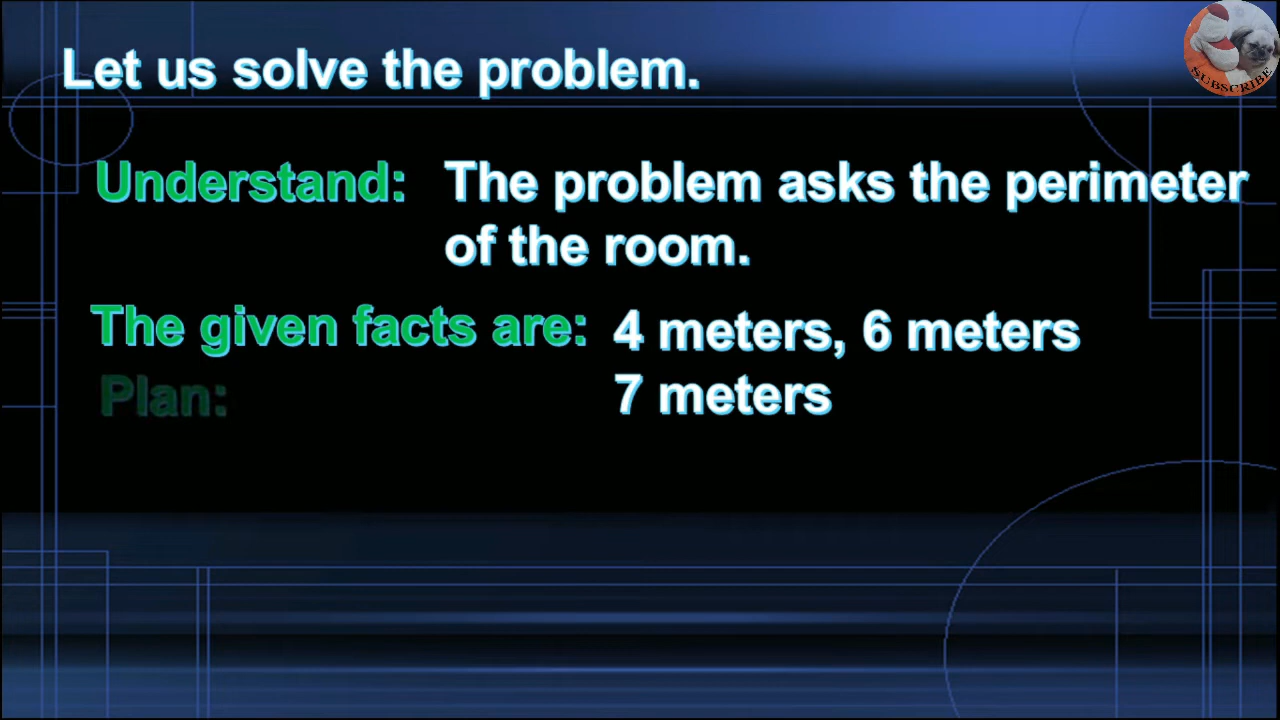 Let us solve the problem.
Understand: The problem asks the perimeter
of the room.
The given facts are: 4 meters, 6 meters
Plan: 7 meters
SUBSCRIBE